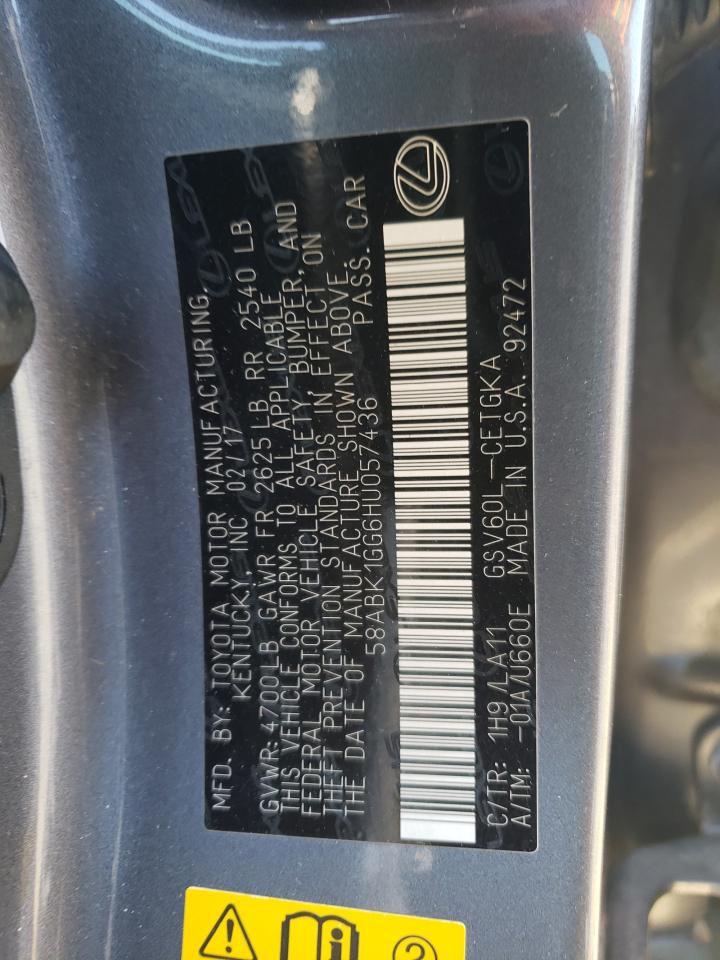 MFD. BY: TOYOTA MOTOR MANUFACTURING,
KENTUCKY, INC 02/17
GVWR: 4700LB GAWR FR 2625 LB RR 2540 LB
THIS VEHICLE CONFORMS TO ALL APPLICABLE
FEDERAL MOTOR VEHICLE SAFETY, BUMPER, AND
THEFT PREVENTION STANDARDS IN EFFECT ON
THE DATE OF MANUFACTURE SHOWN ABOVE.
58ABK1GG6HU057436 PASS. CAR
C/TR: 1H9/LA11 GSV60L-CETGKA
A/TM: -01A/U660E MADE IN U.S.A. 92472